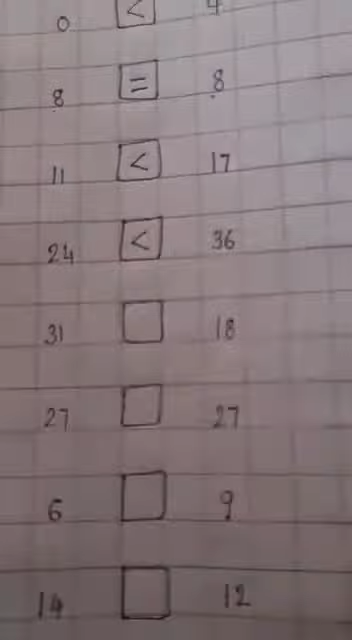 0 < 4
8 = 8
11 < 17
24 < 36
31 □ 18
27 □ 27
6 □ 9
14 □ 12